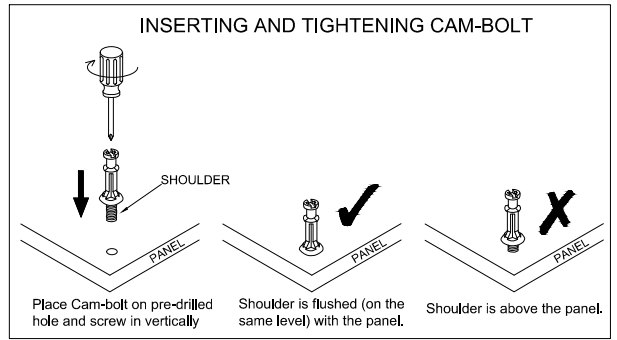 INSERTING AND TIGHTENING CAM-BOLT
SHOULDER
PANEL
PANEL
PANEL
Place Cam-bolt on pre-drilled
hole and screw in vertically
Shoulder is flushed (on the
same level) with the panel.
Shoulder is above the panel.